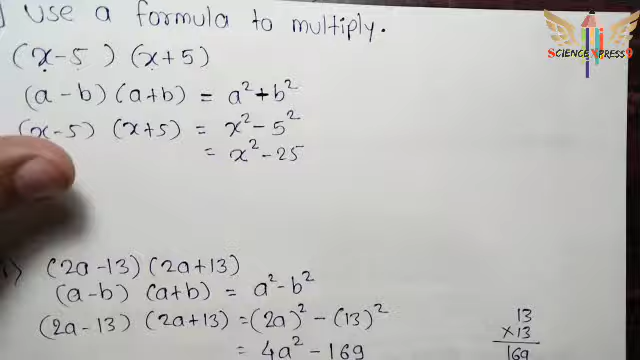 Use a formula to multiply.
SCIENCE XPRESS 9
(x-5) (x+5)
(a-b) (a+b) = a²-b²
(x-5) (x+5) = x² - 5²
= x² - 25
(2a-13) (2a+13)
(a-b) (a+b) = a² - b²
(2a-13) (2a+13) = (2a)² - (13)²
= 4a² - 169
13
×13
169